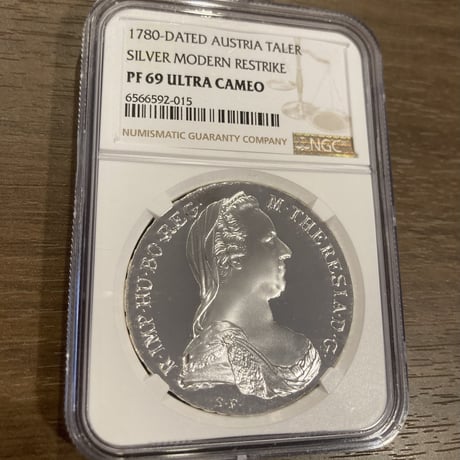 1780-DATED AUSTRIA TALER
SILVER MODERN RESTRIKE
PF 69 ULTRA CAMEO
6566592-015
NUMISMATIC GUARANTY COMPANY
NGC
R·IMP·HU·BO·REG·
M·THERESIA·D·G·
S·F·